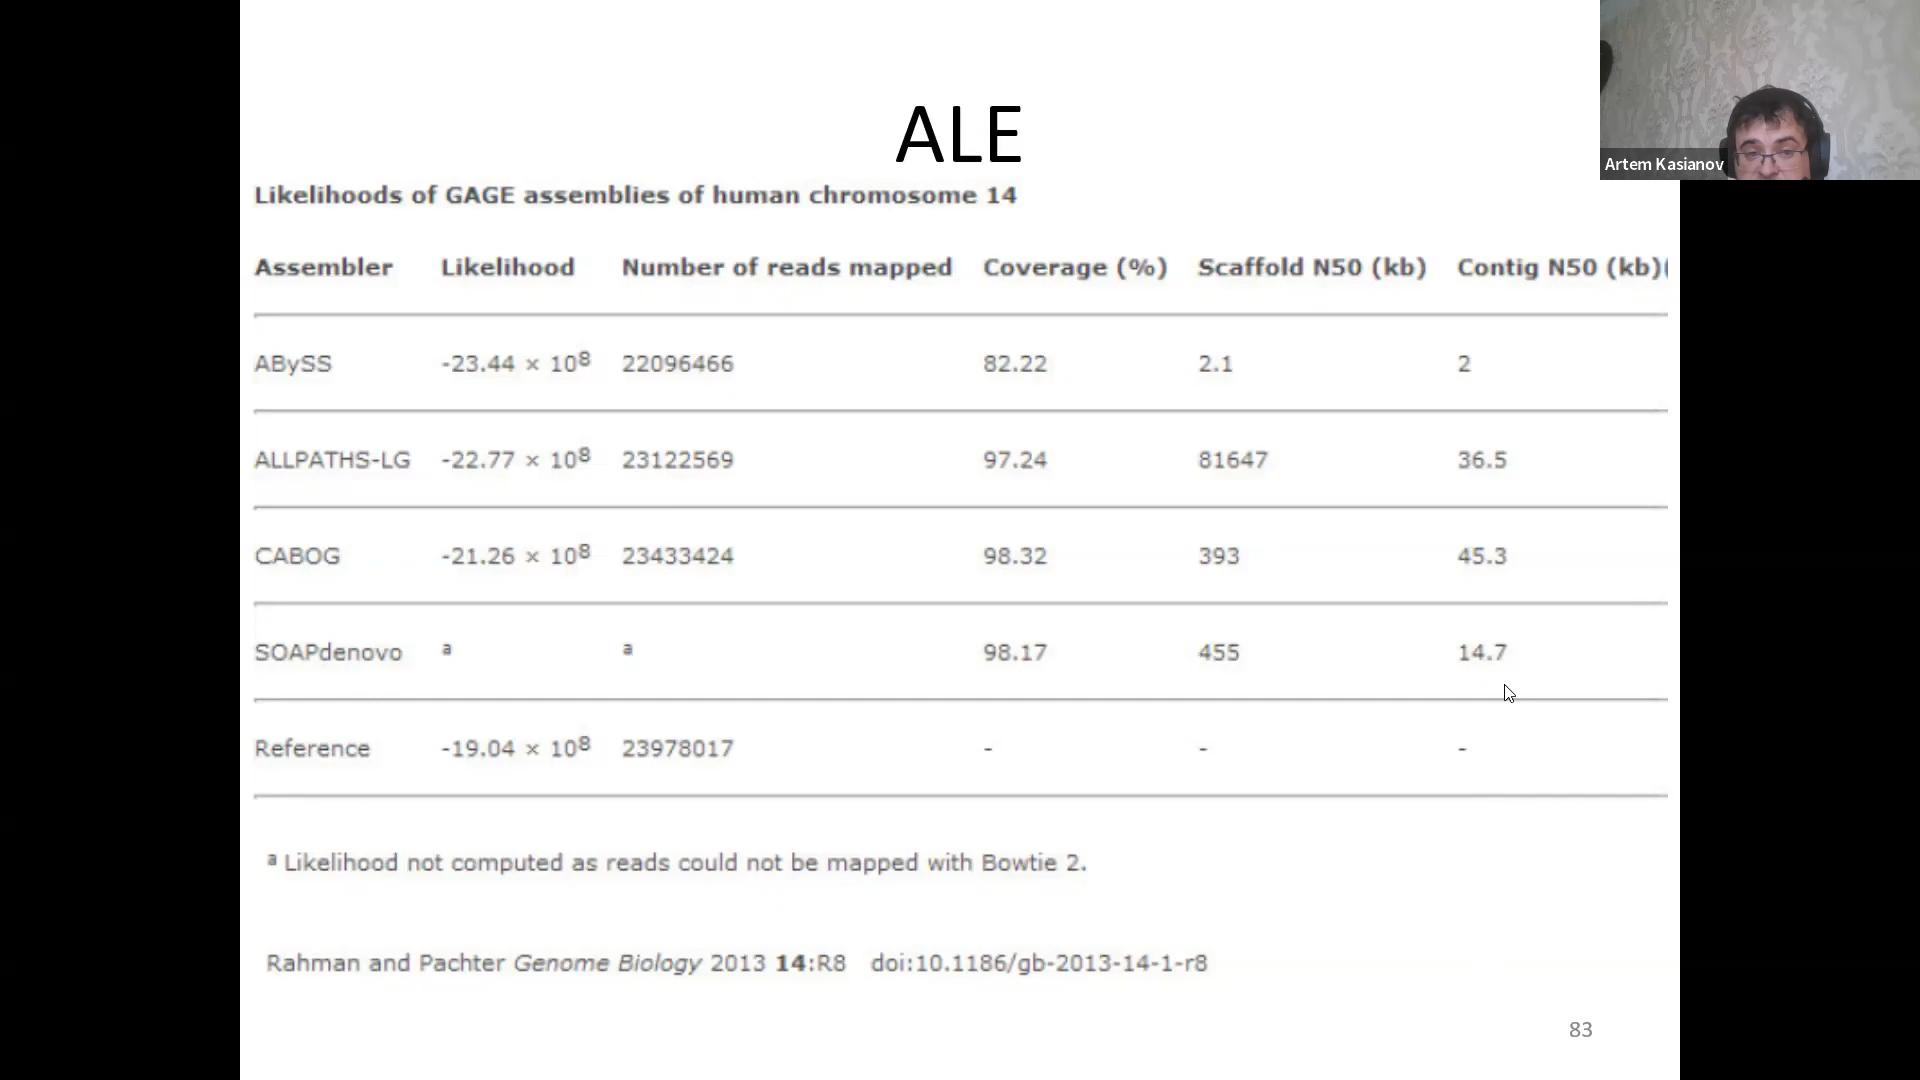 ALE
Artem Kasianov
Likelihoods of GAGE assemblies of human chromosome 14
Assembler Likelihood Number of reads mapped Coverage (%) Scaffold N50 (kb) Contig N50 (kb)(
ABySS -23.44 × 10⁸ 22096466 82.22 2.1 2
ALLPATHS-LG -22.77 × 10⁸ 23122569 97.24 81647 36.5
CABOG -21.26 × 10⁸ 23433424 98.32 393 45.3
SOAPdenovo a a 98.17 455 14.7
Reference -19.04 × 10⁸ 23978017 - - -
a Likelihood not computed as reads could not be mapped with Bowtie 2.
Rahman and Pachter Genome Biology 2013 14:R8 doi:10.1186/gb-2013-14-1-r8
83